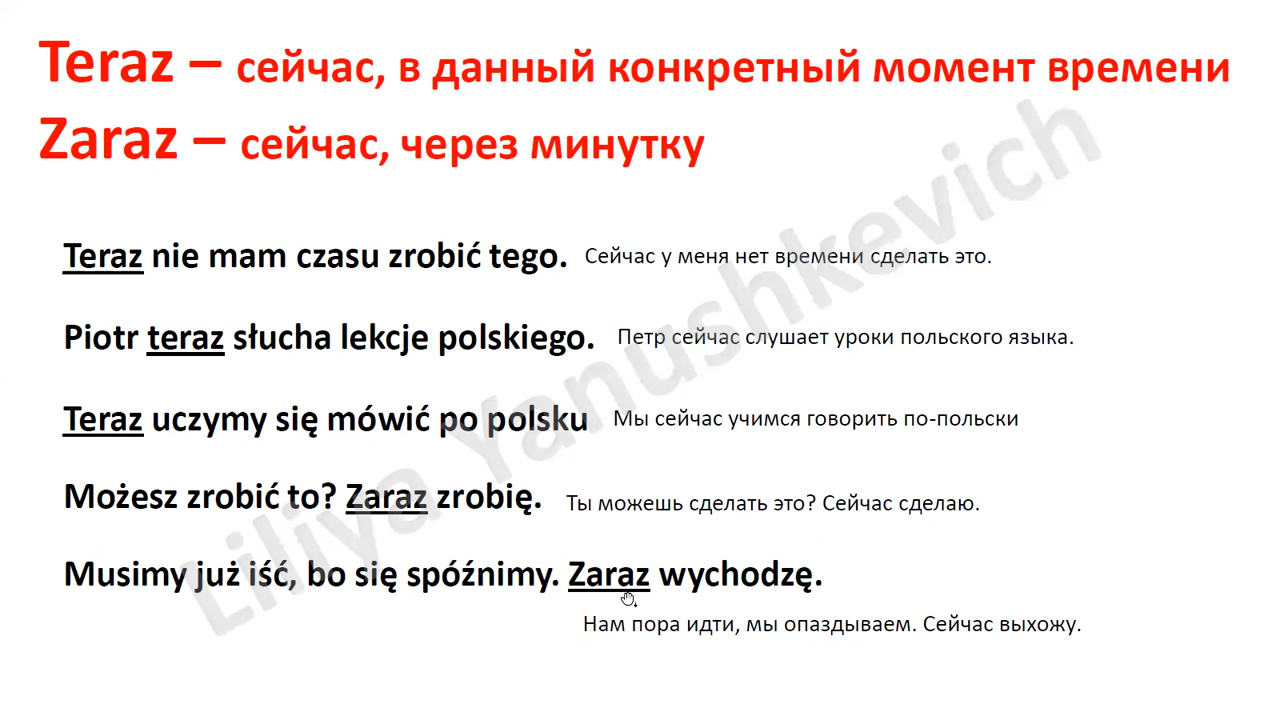 Teraz – сейчас, в данный конкретный момент времени
Zaraz – сейчас, через минутку
Teraz nie mam czasu zrobić tego. Сейчас у меня нет времени сделать это.
Piotr teraz słucha lekcje polskiego. Петр сейчас слушает уроки польского языка.
Teraz uczymy się mówić po polsku Мы сейчас учимся говорить по-польски
Możesz zrobić to? Zaraz zrobię. Ты можешь сделать это? Сейчас сделаю.
Musimy już iść, bo się spóźnimy. Zaraz wychodzę.
Нам пора идти, мы опаздываем. Сейчас выхожу.
Liliya Yanushkevich